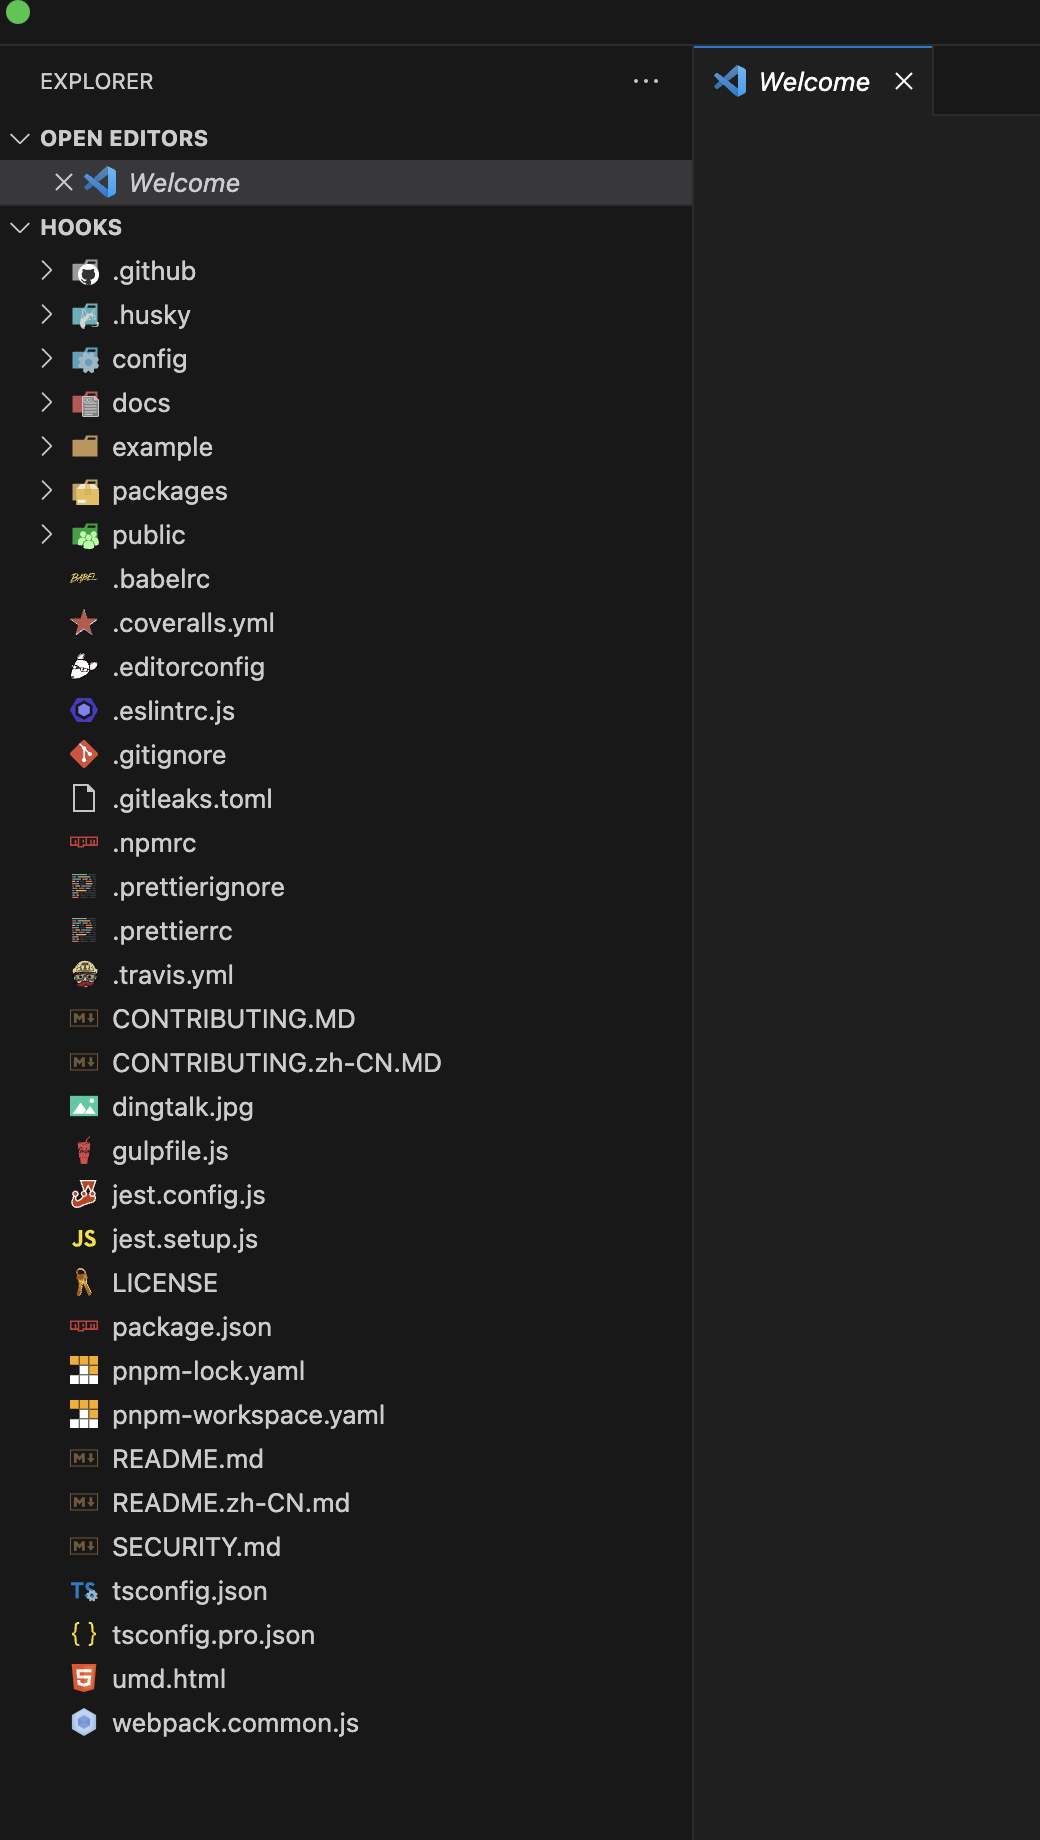 EXPLORER
OPEN EDITORS
Welcome
HOOKS
.github
.husky
config
docs
example
packages
public
.babelrc
.coveralls.yml
.editorconfig
.eslintrc.js
.gitignore
.gitleaks.toml
.npmrc
.prettierignore
.prettierrc
.travis.yml
CONTRIBUTING.MD
CONTRIBUTING.zh-CN.MD
dingtalk.jpg
gulpfile.js
jest.config.js
jest.setup.js
LICENSE
package.json
pnpm-lock.yaml
pnpm-workspace.yaml
README.md
README.zh-CN.md
SECURITY.md
tsconfig.json
tsconfig.pro.json
umd.html
webpack.common.js
Welcome